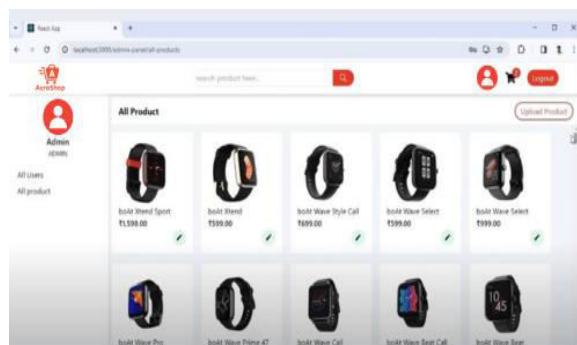 React App
localhost:3000/admin-panel/all-products
AcroShop
search product here...
Logout
Admin
ADMIN
All Users
All product
All Product
Upload Product
boAt Xtend Sport
₹1,598.00
boAt Xtend
₹599.00
boAt Wave Style Call
₹699.00
boAt Wave Select
₹599.00
boAt Wave Select
₹999.00
10
45
boAt Wave Pro
boAt Wave Prime 47
boAt Wave Call
boAt Wave Beat Call
boAt Wave Beat